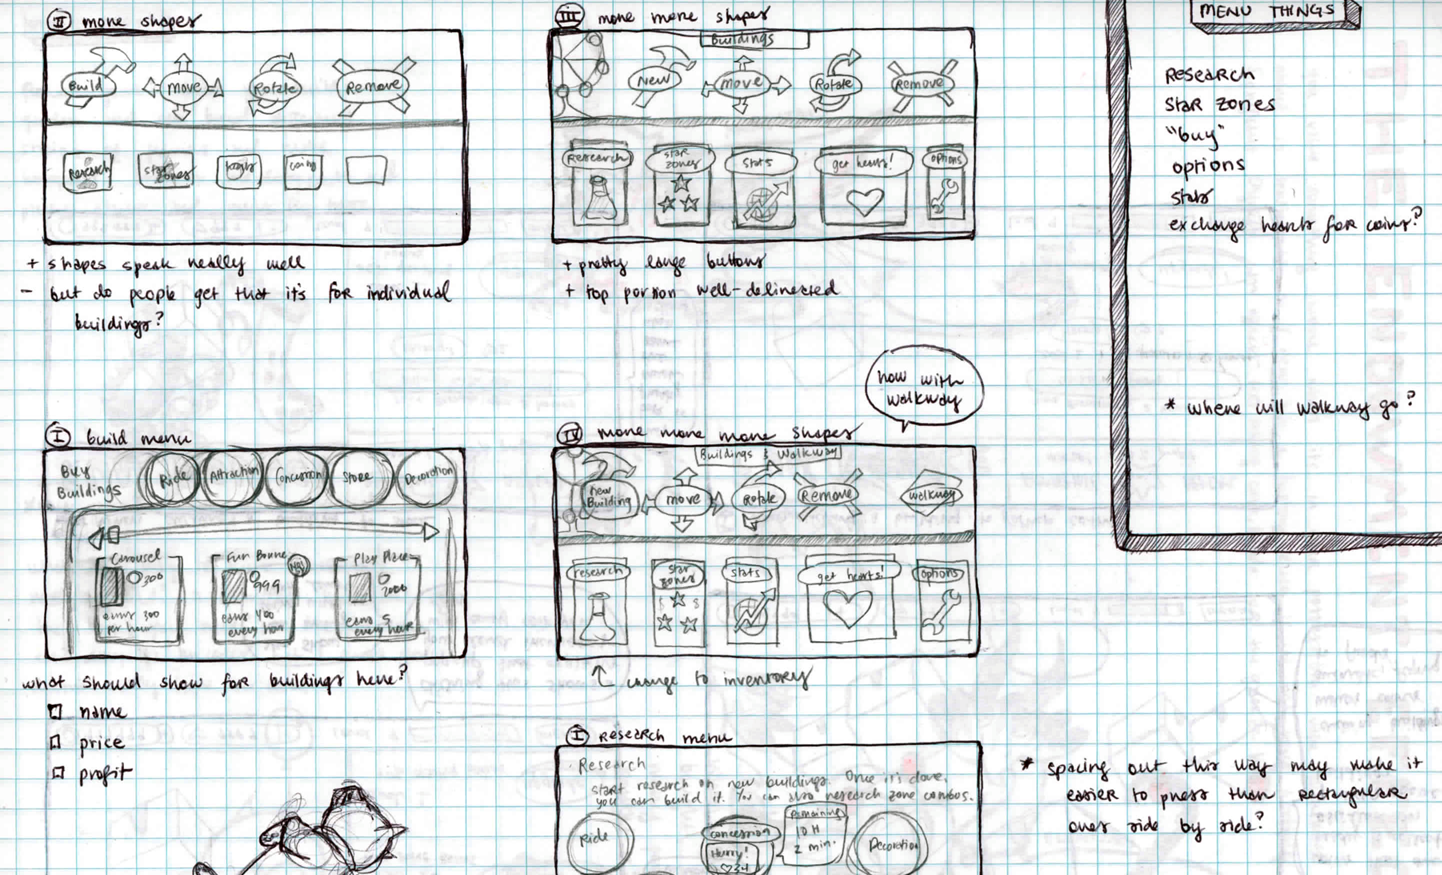 II more shapes
Build
move
Rotate
Remove
Research
star zones
+ shapes speak really well
- but do people get that it's for individual
buildings?
III more more shapes
Buildings
New
move
Rotate
Remove
Research
star
zones
stats
get hearts!
options
+ pretty large buttons
+ top portion well-delineated
MENU THINGS
Research
star zones
"buy"
options
stats
exchange hearts for coins?
* where will walkway go?
I build menu
Buy
Buildings
Ride
Attraction
Concession
Store
Decoration
Carousel
300
earns 300
per hour
Fun Bounce
999
earns 400
every hour
Play Place
2000
earns 5
every hour
what should show for buildings here?
name
price
profit
now with
walkway
IV more more more shapes
Buildings & Walkway
New
Building
move
Rotate
Remove
walkway
research
star
zones
stats
get hearts!
options
↑ change to inventory
I Research menu
Research
start research on new buildings. Once it's done,
you can build it. You can also research zone combos.
Ride
concession
Hurry!
Remaining
10 H
2 min.
Decoration
* spacing out this way may make it
easier to press than rectangular
ones side by side?